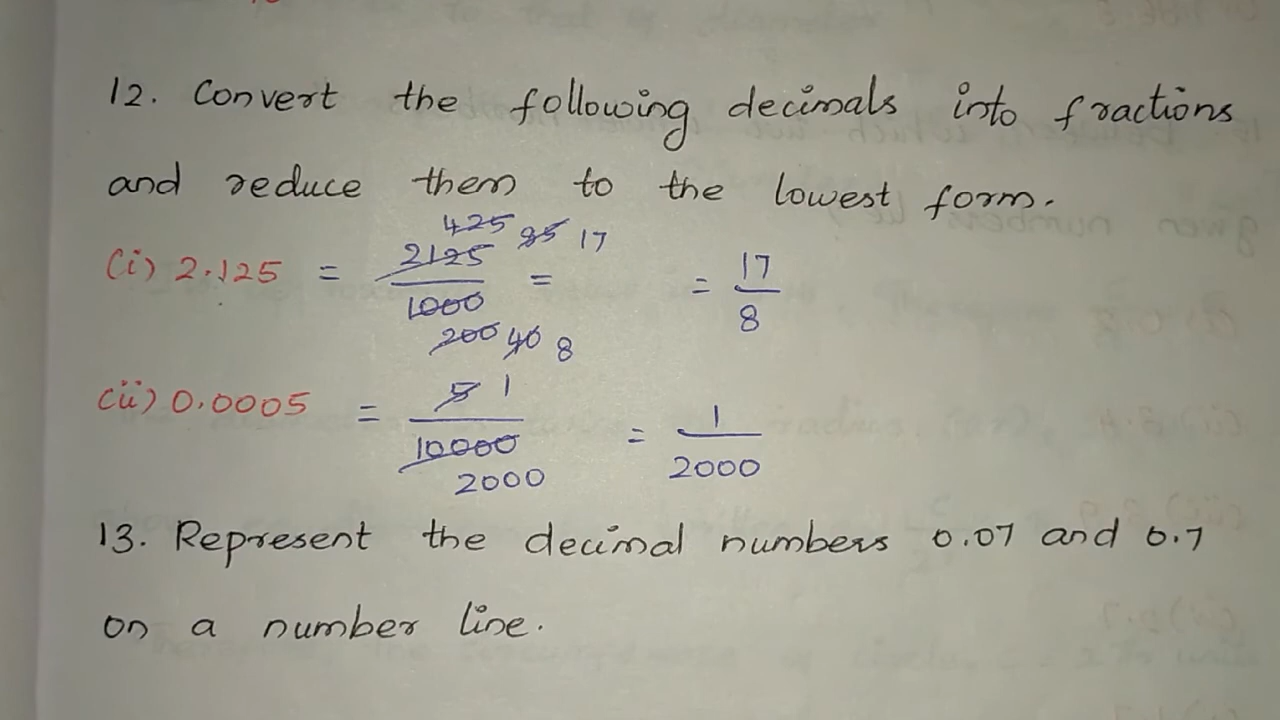 12. Convert the following decimals into fractions
and reduce them to the lowest form.
425 85 17
(i) 2.125 = 2125/1000 = = 17/8
200 40 8
(ii) 0.0005 = 5/10000 = 1/2000
1
2000
13. Represent the decimal numbers 0.07 and 0.7
on a number line.